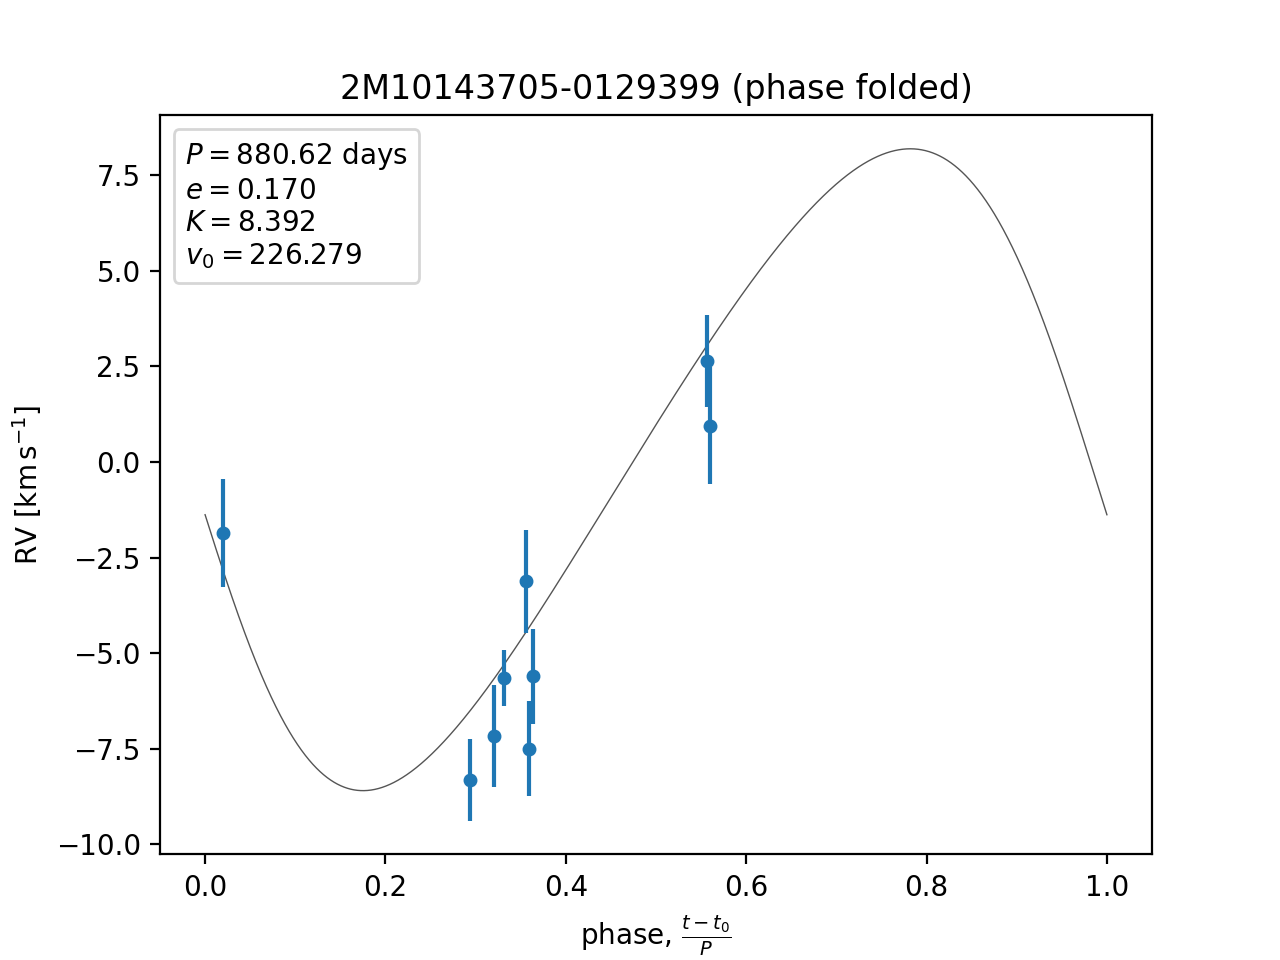 2M10143705-0129399 (phase folded)
P = 880.62 days
e = 0.170
K = 8.392
v₀ = 226.279
RV [km s⁻¹]
7.5
5.0
2.5
0.0
−2.5
−5.0
−7.5
−10.0
0.0 0.2 0.4 0.6 0.8 1.0
phase, (t − t₀)/P